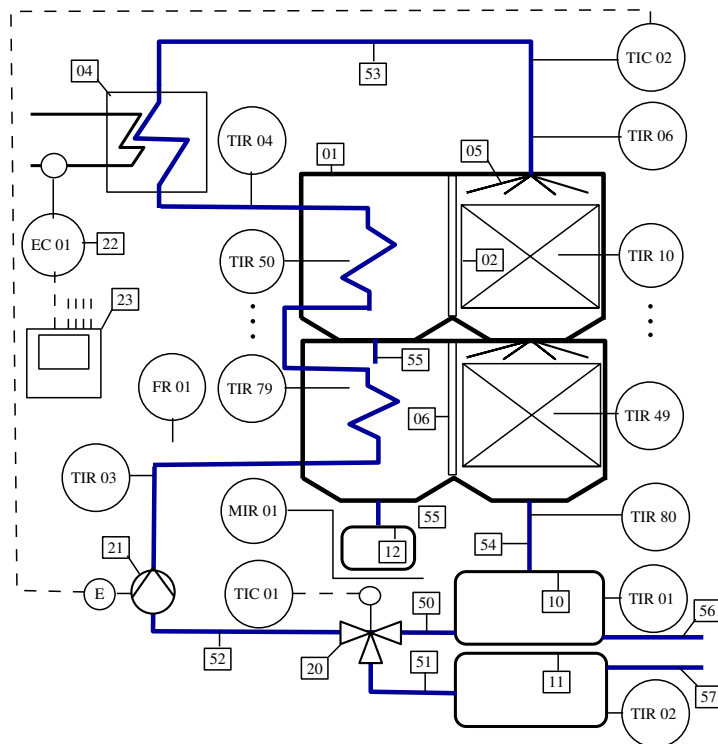 TIC 02
53
04
TIR 06
TIR 04
01
05
EC 01
22
TIR 50
02
TIR 10
23
55
FR 01
TIR 79
06
TIR 49
TIR 03
MIR 01
55
TIR 80
21
12
54
E
TIC 01
50
10
TIR 01
56
52
20
51
11
57
TIR 02